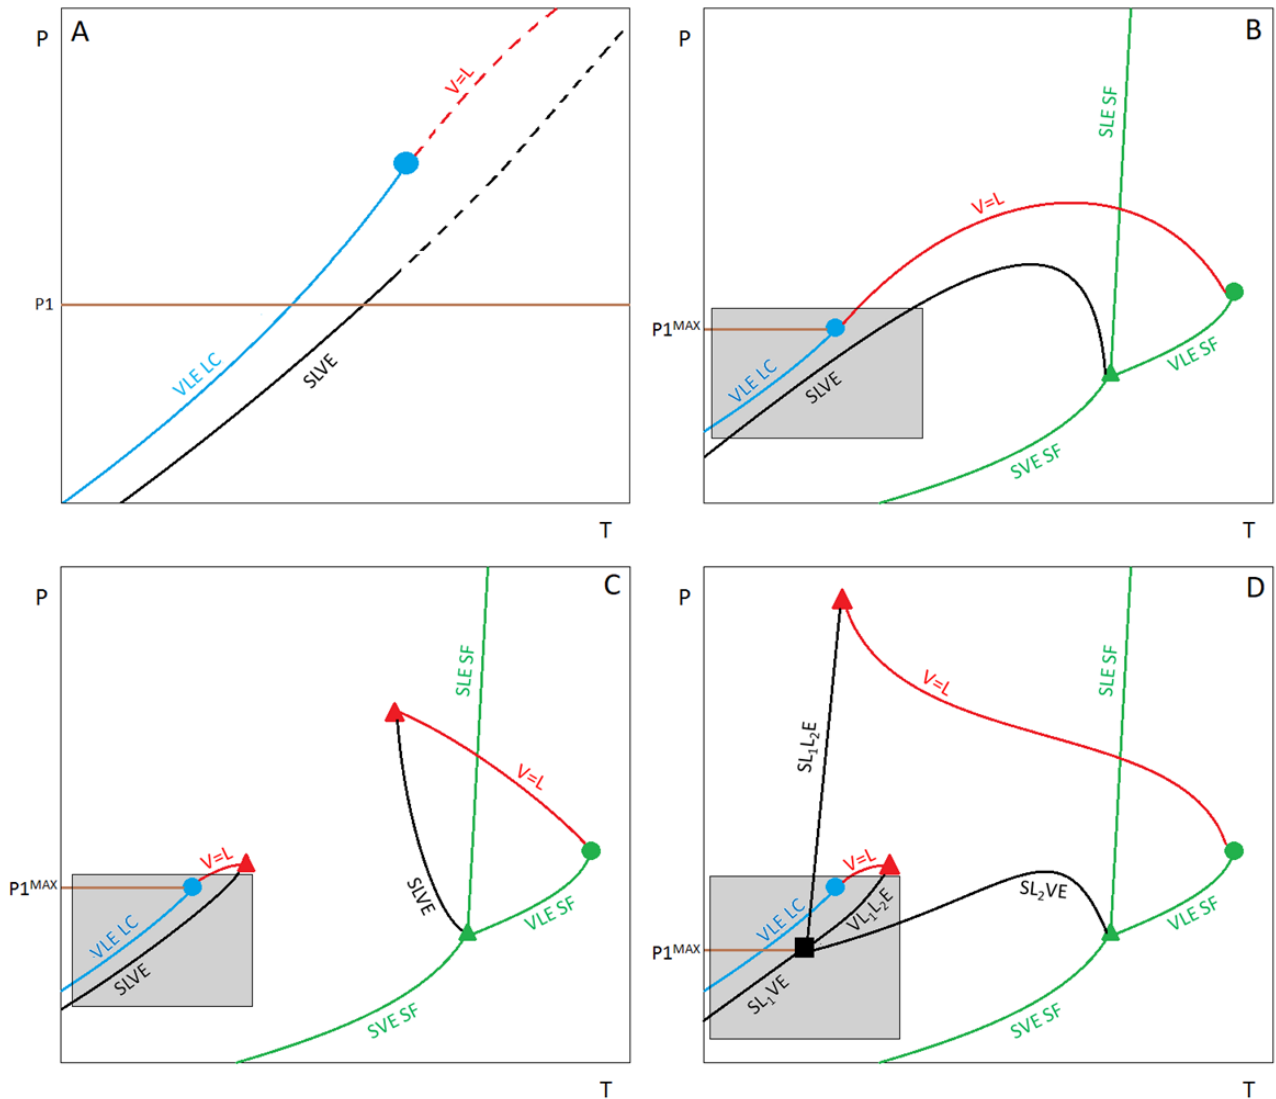 P
A
V=L
P1
VLE LC
SLVE
T
P
B
SLE SF
V=L
P1MAX
VLE LC
SLVE
VLE SF
SVE SF
T
P
C
SLE SF
V=L
V=L
P1MAX
VLE LC
SLVE
SLVE
VLE SF
SVE SF
T
P
D
SLE SF
V=L
SL1L2E
V=L
VLE LC
VL1L2E
SL2VE
P1MAX
SL1VE
VLE SF
SVE SF
T